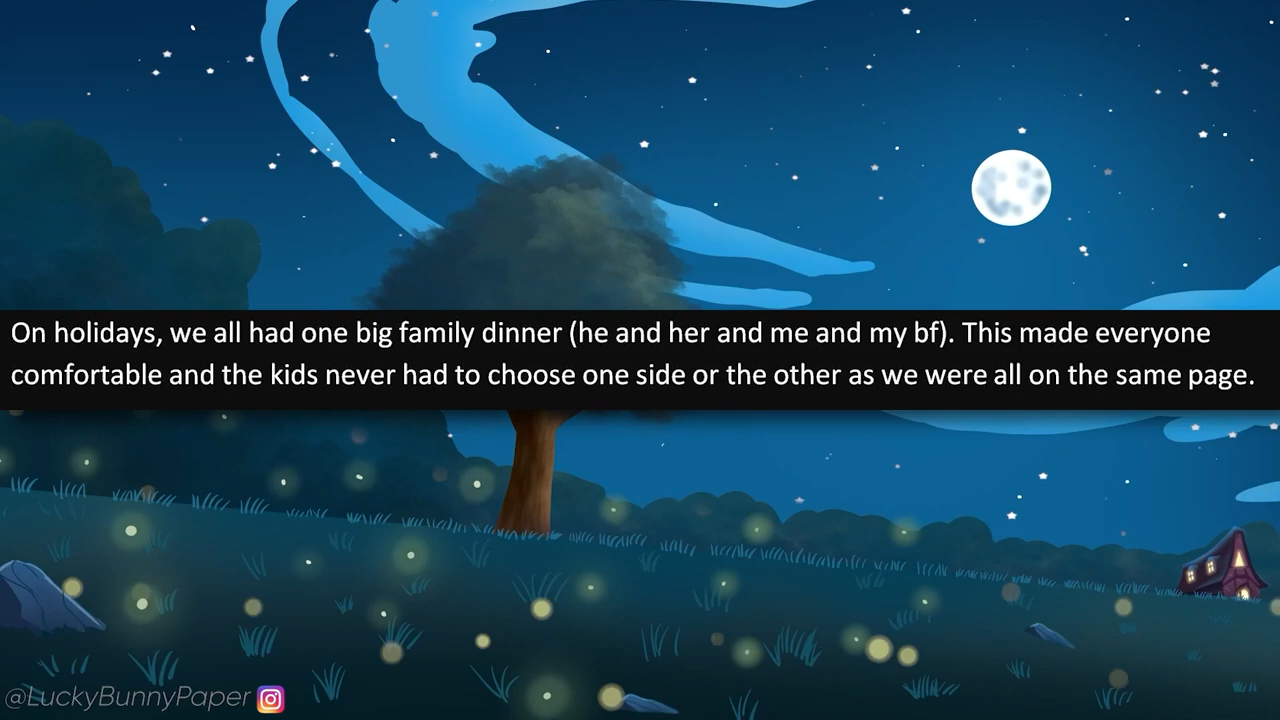 On holidays, we all had one big family dinner (he and her and me and my bf). This made everyone
comfortable and the kids never had to choose one side or the other as we were all on the same page.
@LuckyBunnyPaper